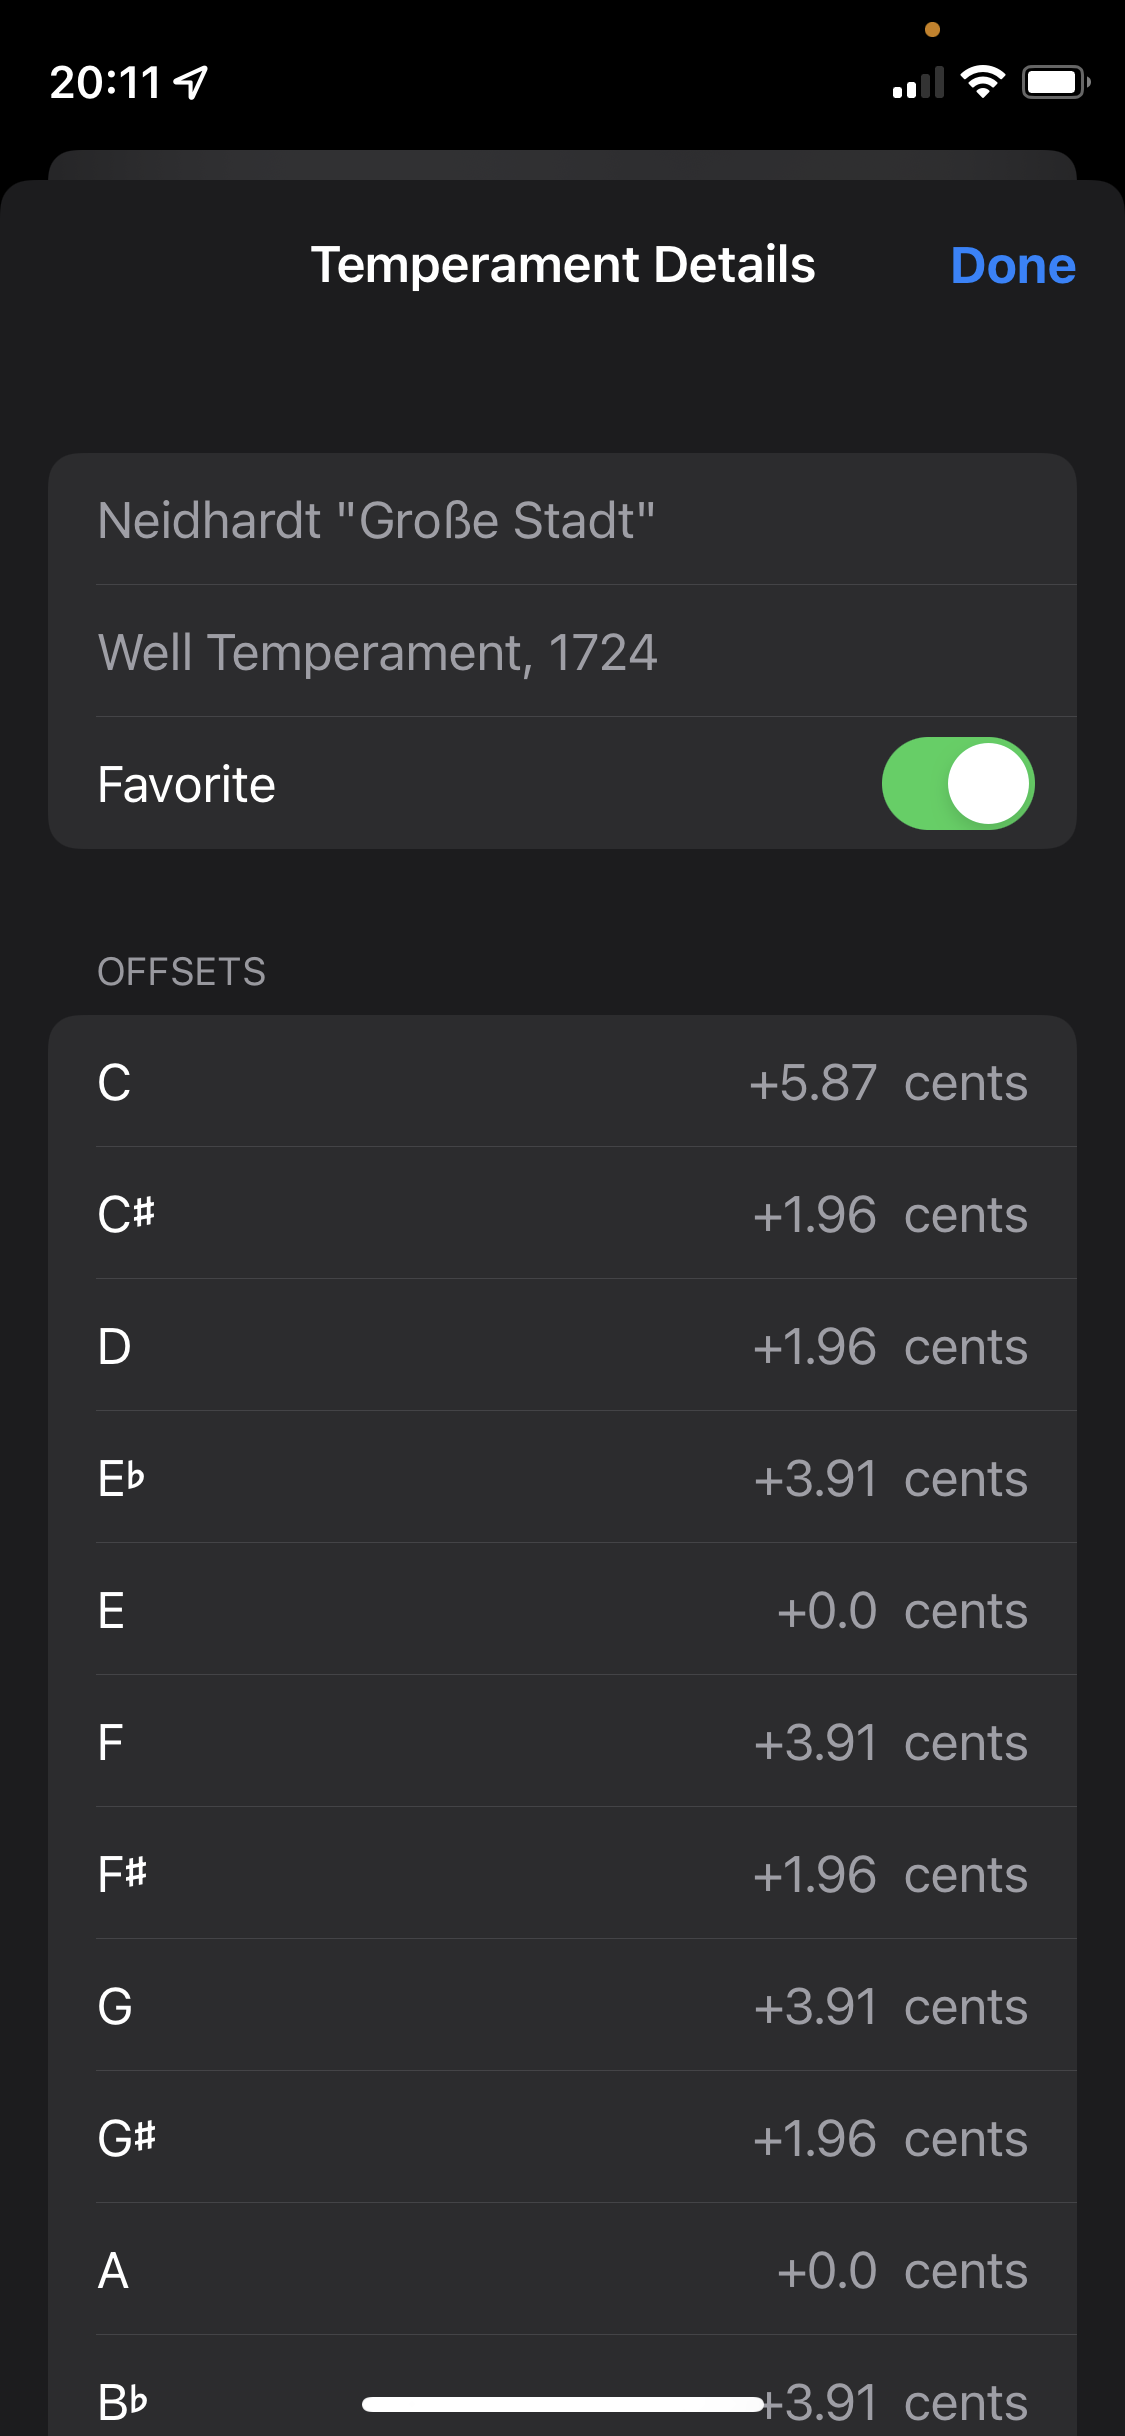 20:11
Temperament Details
Done
Neidhardt "Große Stadt"
Well Temperament, 1724
Favorite
OFFSETS
C +5.87 cents
C♯ +1.96 cents
D +1.96 cents
E♭ +3.91 cents
E +0.0 cents
F +3.91 cents
F♯ +1.96 cents
G +3.91 cents
G♯ +1.96 cents
A +0.0 cents
B♭ +3.91 cents